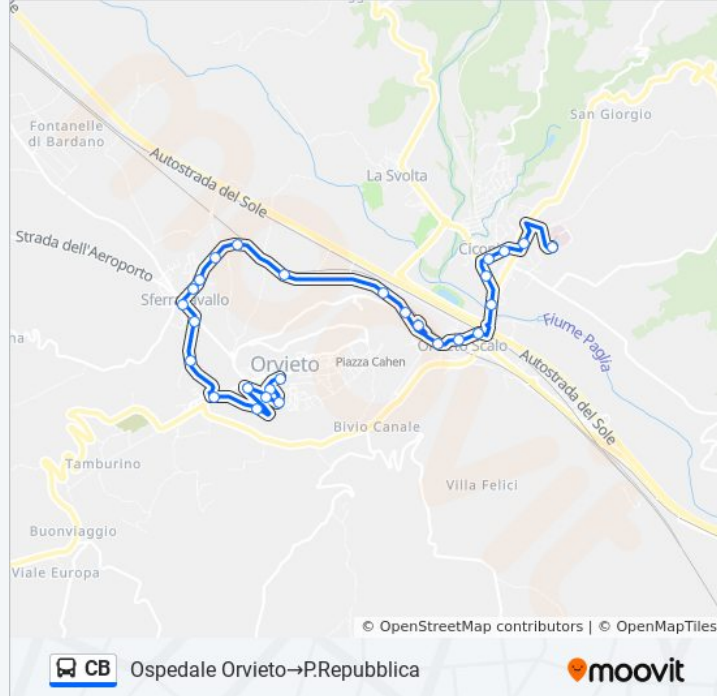 San Giorgio
Fontanelle
di Bardano
Autostrada del Sole
La Svolta
Strada dell'Aeroporto
Ciconia
Sferracavallo
na
Fiume Paglia
Orvieto Scalo
Orvieto
Piazza Cahen
Autostrada del Sole
Bivio Canale
Tamburino
Villa Felici
Buonviaggio
Viale Europa
© OpenStreetMap contributors | © OpenMapTiles
CB Ospedale Orvieto→P.Repubblica
moovit